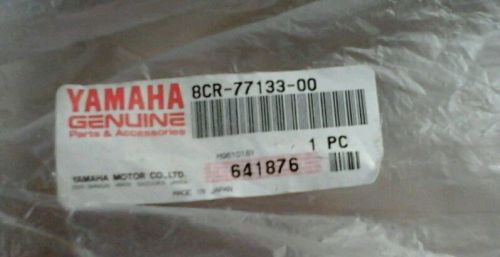 YAMAHA
GENUINE
Parts & Accessories
8CR-77133-00
1 PC
641876
YAMAHA MOTOR CO.,LTD.
MADE IN JAPAN